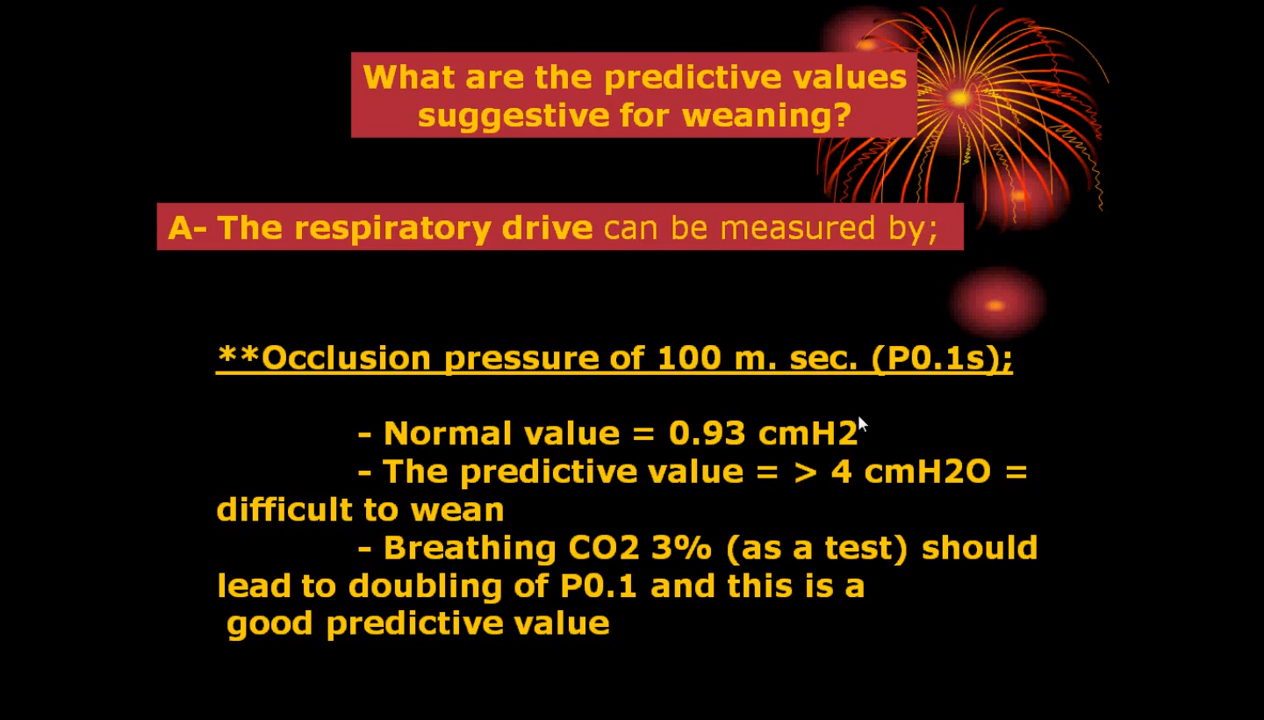 What are the predictive values
suggestive for weaning?
A- The respiratory drive can be measured by;
**Occlusion pressure of 100 m. sec. (P0.1s);
- Normal value = 0.93 cmH2
- The predictive value = > 4 cmH2O =
difficult to wean
- Breathing CO2 3% (as a test) should
lead to doubling of P0.1 and this is a
good predictive value